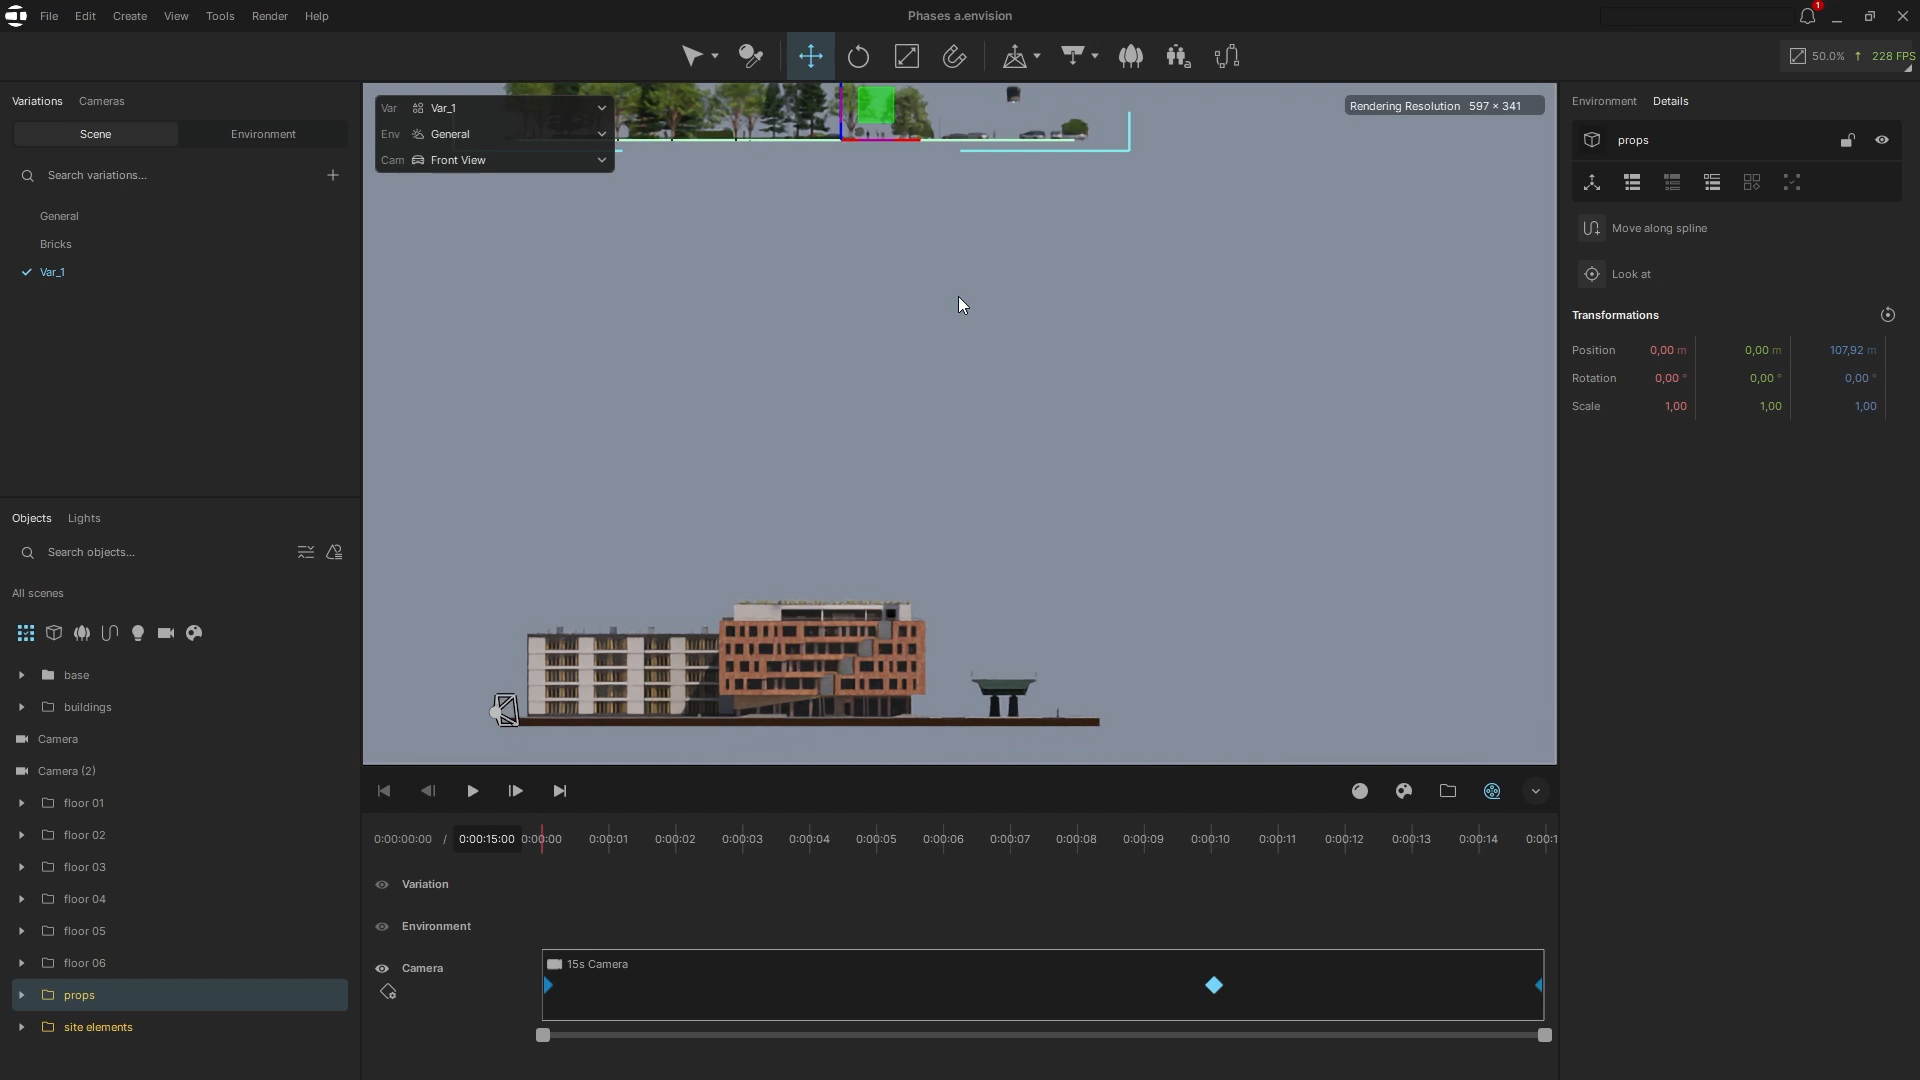 File Edit Create View Tools Render Help
Phases a.envision
1
50.0% ↑ 228 FPS
Variations Cameras
Scene Environment
Search variations...
General
Bricks
Var_1
Var Var_1
Env General
Cam Front View
Rendering Resolution 597 × 341
Environment Details
props
Move along spline
Look at
Transformations
Position 0,00 m 0,00 m 107,92 m
Rotation 0,00 ° 0,00 ° 0,00 °
Scale 1,00 1,00 1,00
Objects Lights
Search objects...
All scenes
base
buildings
Camera
Camera (2)
floor 01
floor 02
floor 03
floor 04
floor 05
floor 06
props
site elements
0:00:00:00 / 0:00:15:00 0:00:00 0:00:01 0:00:02 0:00:03 0:00:04 0:00:05 0:00:06 0:00:07 0:00:08 0:00:09 0:00:10 0:00:11 0:00:12 0:00:13 0:00:14 0:00:1
Variation
Environment
Camera
15s Camera